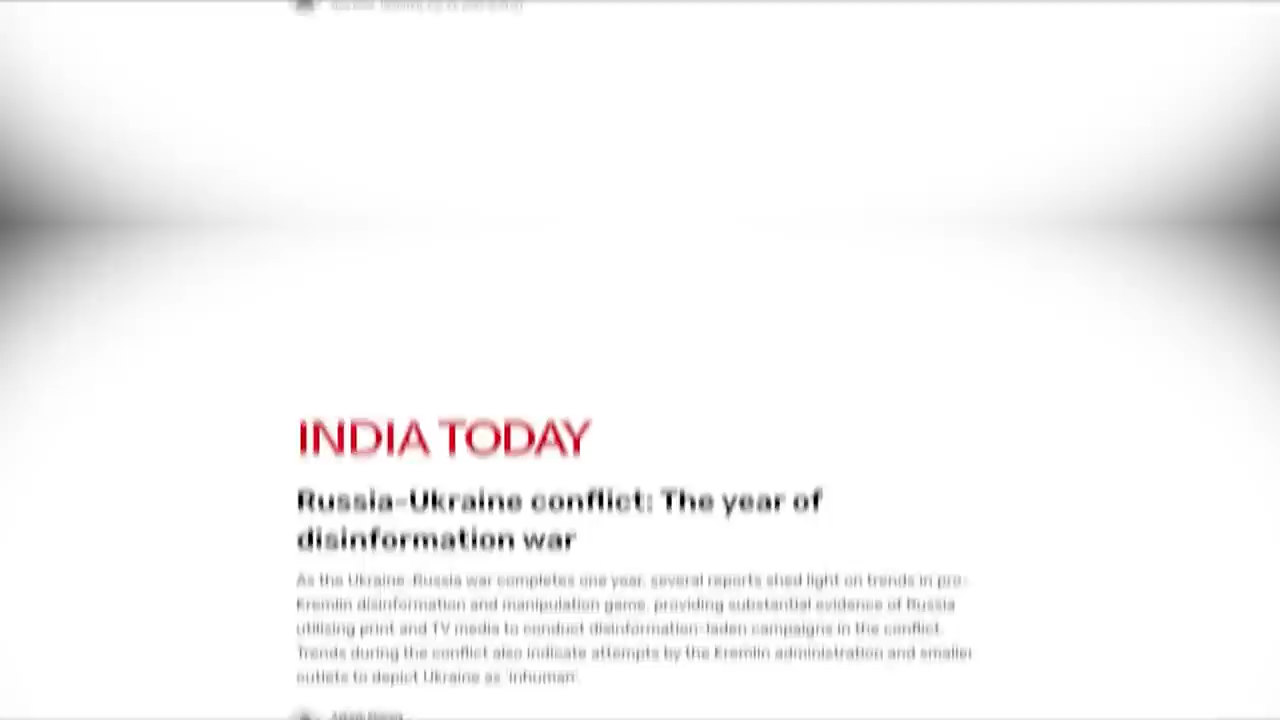 INDIA TODAY
Russia-Ukraine conflict: The year of
disinformation war
As the Ukraine-Russia war completes one year, several reports shed light on trends in pro-
Kremlin disinformation and manipulation game, providing substantial evidence of Russia
utilising print and TV media to conduct disinformation-laden campaigns in the conflict.
Trends during the conflict also indicate attempts by the Kremlin administration and smaller
outlets to depict Ukraine as 'inhuman'.